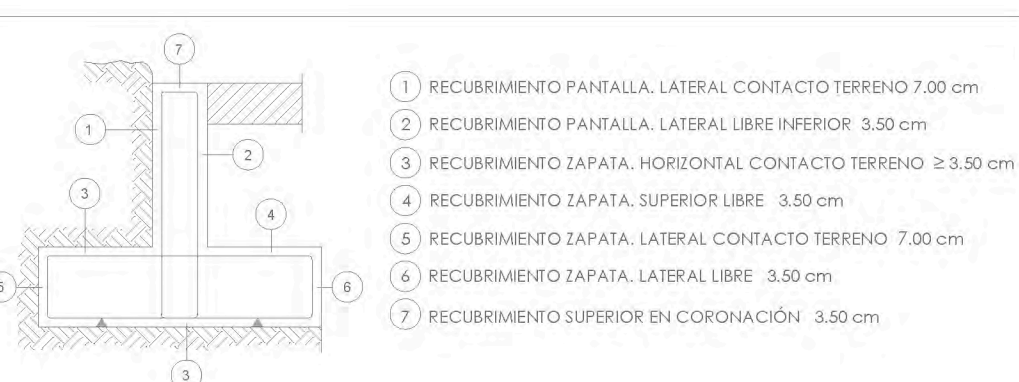 7
1
2
3
4
5
6
3
1 RECUBRIMIENTO PANTALLA. LATERAL CONTACTO TERRENO 7.00 cm
2 RECUBRIMIENTO PANTALLA. LATERAL LIBRE INFERIOR 3.50 cm
3 RECUBRIMIENTO ZAPATA. HORIZONTAL CONTACTO TERRENO ≥ 3.50 cm
4 RECUBRIMIENTO ZAPATA. SUPERIOR LIBRE 3.50 cm
5 RECUBRIMIENTO ZAPATA. LATERAL CONTACTO TERRENO 7.00 cm
6 RECUBRIMIENTO ZAPATA. LATERAL LIBRE 3.50 cm
7 RECUBRIMIENTO SUPERIOR EN CORONACIÓN 3.50 cm